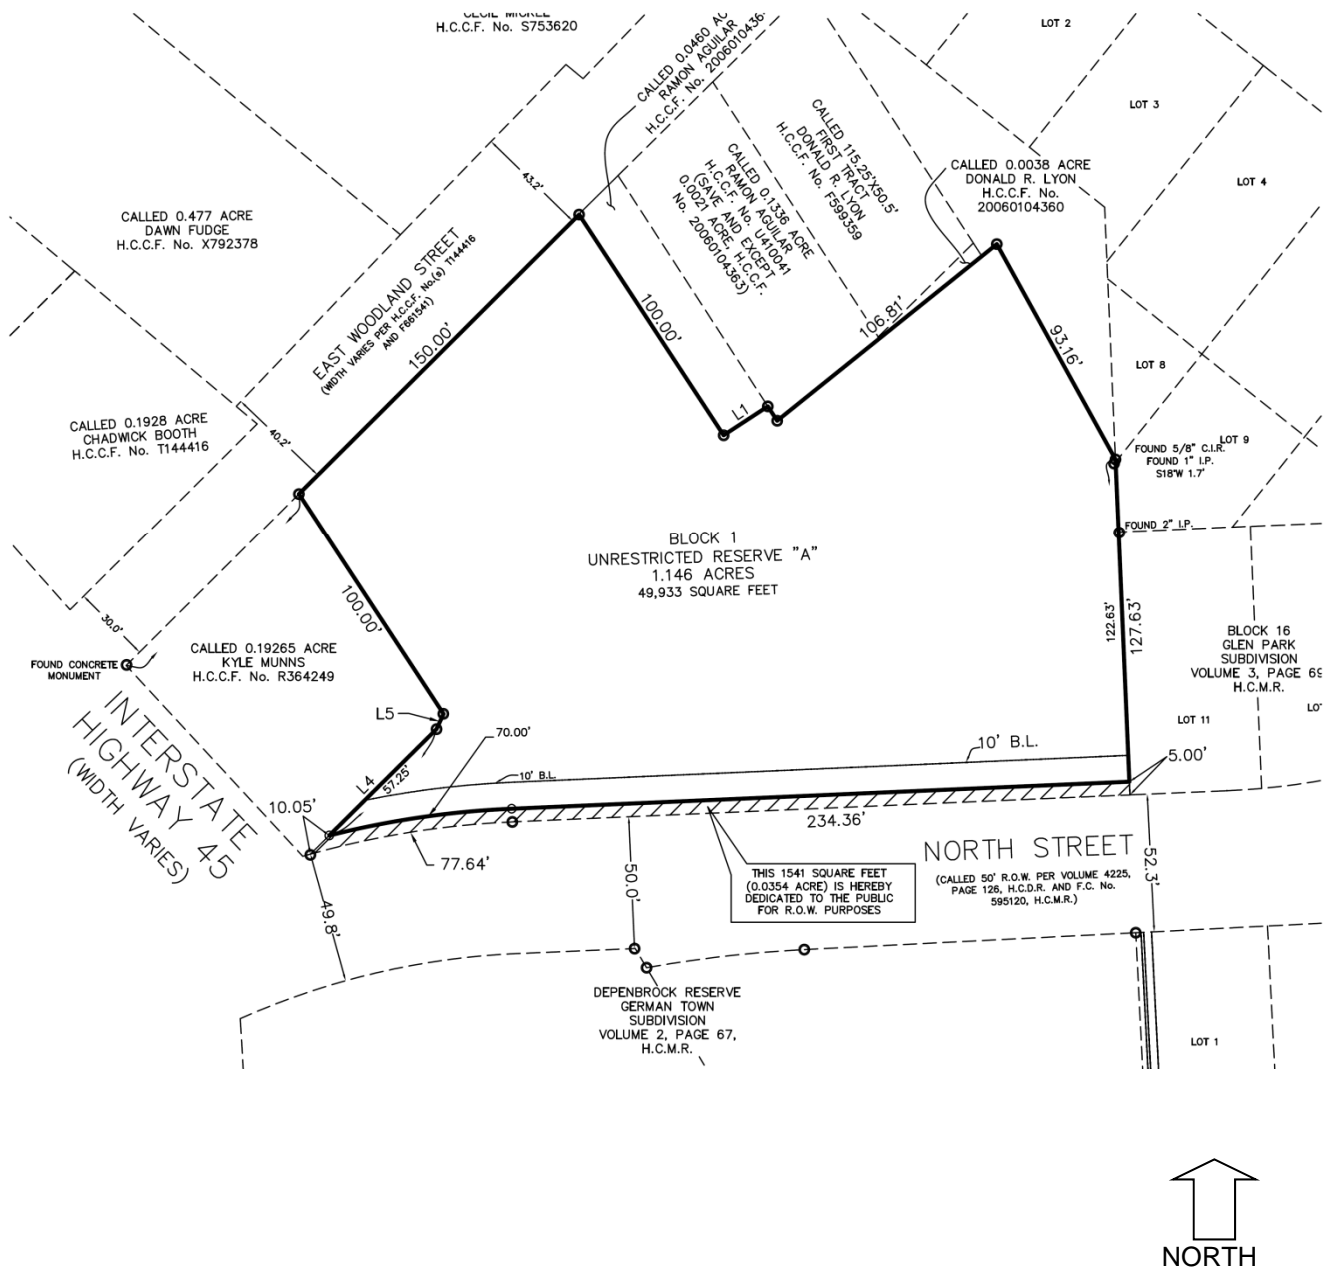 CECIL MICKLE
H.C.C.F. No. S753620
CALLED 0.0460 AC
RAMON AGUILAR
H.C.C.F. No. 2006010436
LOT 2
LOT 3
LOT 4
CALLED 115.25'X50.5'
FIRST TRACT
DONALD R. LYON
H.C.C.F. No. F599359
CALLED 0.1336 ACRE
RAMON AGUILAR
H.C.C.F. No. U410041
(SAVE AND EXCEPT
0.0021 ACRE, H.C.C.F.
No. 20060104363)
CALLED 0.0038 ACRE
DONALD R. LYON
H.C.C.F. No.
20060104360
43.2'
CALLED 0.477 ACRE
DAWN FUDGE
H.C.C.F. No. X792378
EAST WOODLAND STREET
(WIDTH VARIES PER H.C.C.F. No.(s) T144416
AND F661541)
150.00'
100.00'
106.81'
93.16'
L1
LOT 8
LOT 9
CALLED 0.1928 ACRE
CHADWICK BOOTH
H.C.C.F. No. T144416
40.2'
FOUND 5/8" C.I.R.
FOUND 1" I.P.
S18°W 1.7'
FOUND 2" I.P.
BLOCK 1
UNRESTRICTED RESERVE "A"
1.146 ACRES
49,933 SQUARE FEET
100.00'
30.0'
FOUND CONCRETE
MONUMENT
CALLED 0.19265 ACRE
KYLE MUNNS
H.C.C.F. No. R364249
122.63'
127.63'
BLOCK 16
GLEN PARK
SUBDIVISION
VOLUME 3, PAGE 69
H.C.M.R.
LOT 11
LO
INTERSTATE
HIGHWAY 45
(WIDTH VARIES)
L5
70.00'
L4
57.25'
10' B.L.
10' B.L.
5.00'
10.05'
77.64'
234.36'
50.0'
49.8'
52.3'
THIS 1541 SQUARE FEET
(0.0354 ACRE) IS HEREBY
DEDICATED TO THE PUBLIC
FOR R.O.W. PURPOSES
NORTH STREET
(CALLED 50' R.O.W. PER VOLUME 4225,
PAGE 126, H.C.D.R. AND F.C. No.
595120, H.C.M.R.)
DEPENBROCK RESERVE
GERMAN TOWN
SUBDIVISION
VOLUME 2, PAGE 67,
H.C.M.R.
LOT 1
NORTH